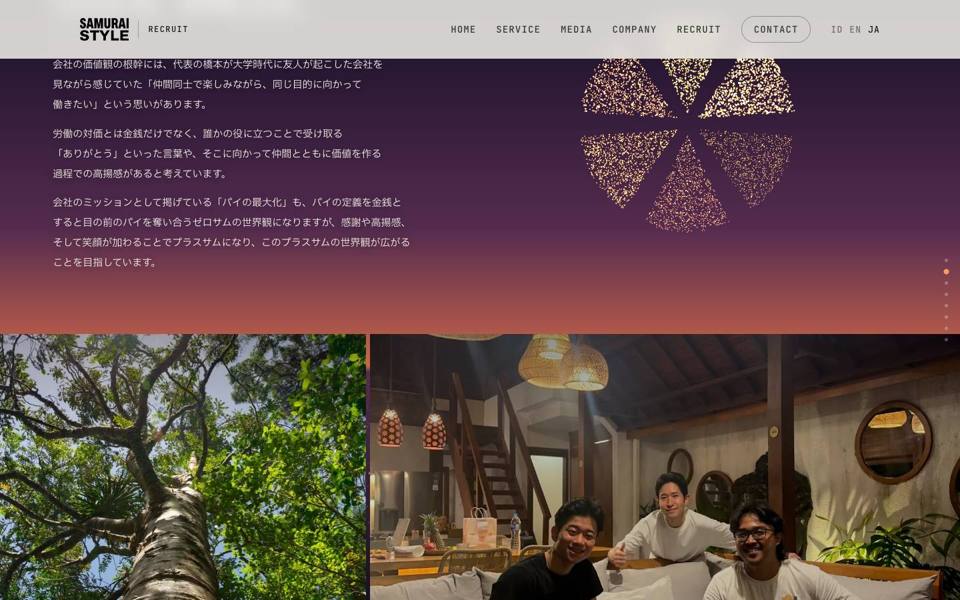 SAMURAI
STYLE
RECRUIT
HOME SERVICE MEDIA COMPANY RECRUIT CONTACT ID EN JA
会社の価値観の根幹には、代表の橋本が大学時代に友人が起こした会社を
見ながら感じていた「仲間同士で楽しみながら、同じ目的に向かって
働きたい」という思いがあります。
労働の対価とは金銭だけでなく、誰かの役に立つことで受け取る
「ありがとう」といった言葉や、そこに向かって仲間とともに価値を作る
過程での高揚感があると考えています。
会社のミッションとして掲げている「パイの最大化」も、パイの定義を金銭と
すると目の前のパイを奪い合うゼロサムの世界観になりますが、感謝や高揚感、
そして笑顔が加わることでプラスサムになり、このプラスサムの世界観が広がる
ことを目指しています。